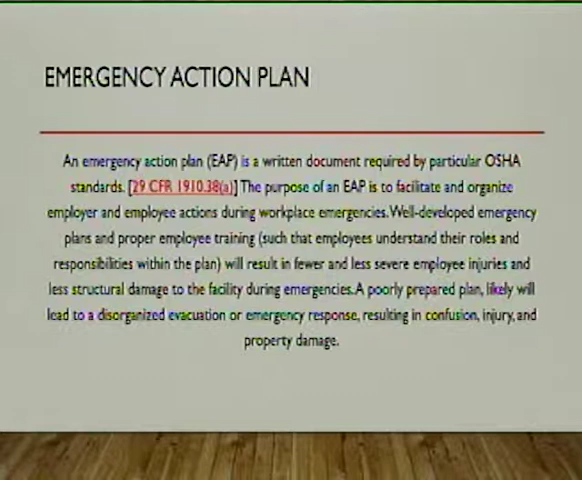 EMERGENCY ACTION PLAN
An emergency action plan (EAP) is a written document required by particular OSHA
standards. [29 CFR 1910.38(a)] The purpose of an EAP is to facilitate and organize
employer and employee actions during workplace emergencies. Well-developed emergency
plans and proper employee training (such that employees understand their roles and
responsibilities within the plan) will result in fewer and less severe employee injuries and
less structural damage to the facility during emergencies. A poorly prepared plan, likely will
lead to a disorganized evacuation or emergency response, resulting in confusion, injury, and
property damage.